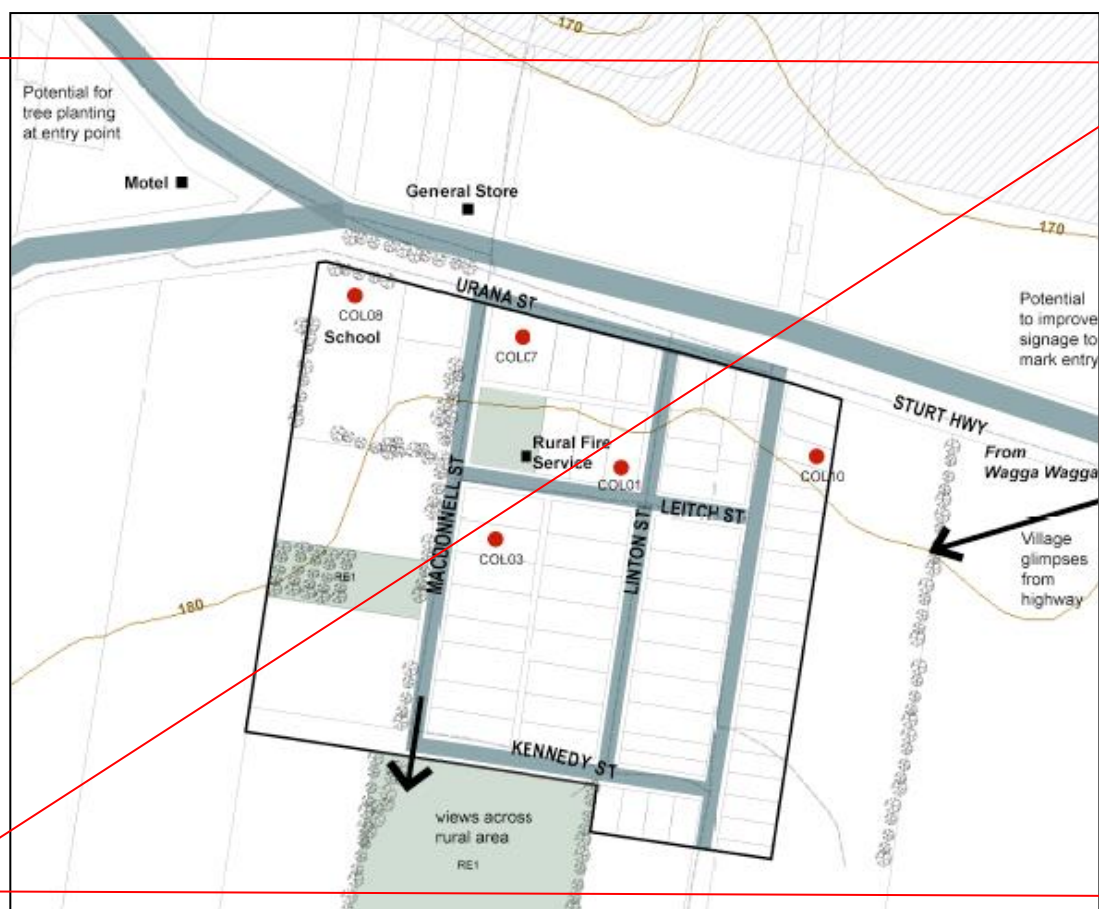 170
Potential for
tree planting
at entry point
Motel
General Store
170
URANA ST
Potential
to improve
signage to
mark entry
COL08
School
COL07
STURT HWY
From
Wagga Wagga
Rural Fire
Service
COL01
COL10
LEITCH ST
MACDONNELL ST
LINTON ST
COL03
Village
glimpses
from
highway
RE1
180
KENNEDY ST
views across
rural area
RE1